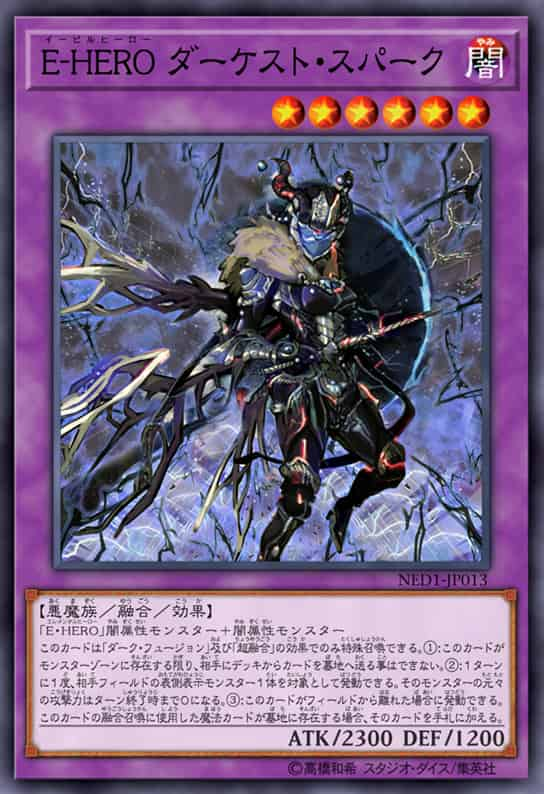 イービルヒーロー
E-HERO ダーケスト・スパーク
やみ
闇
NED1-JP013
【悪魔族／融合／効果】
「E・HERO」闇属性モンスター＋闇属性モンスター
このカードは「ダーク・フュージョン」及び「超融合」の効果でのみ特殊召喚できる。①：このカードが
モンスターゾーンに存在する限り、相手にデッキからカードを墓地へ送る事はできない。②：1ターン
に1度、相手フィールドの表側表示モンスター1体を対象として発動できる。そのモンスターの元々
の攻撃力はターン終了時まで0になる。③：このカードがフィールドから離れた場合に発動できる。
このカードの融合召喚に使用した魔法カードが墓地に存在する場合、そのカードを手札に加える。
ATK/2300 DEF/1200
©高橋和希 スタジオ・ダイス/集英社